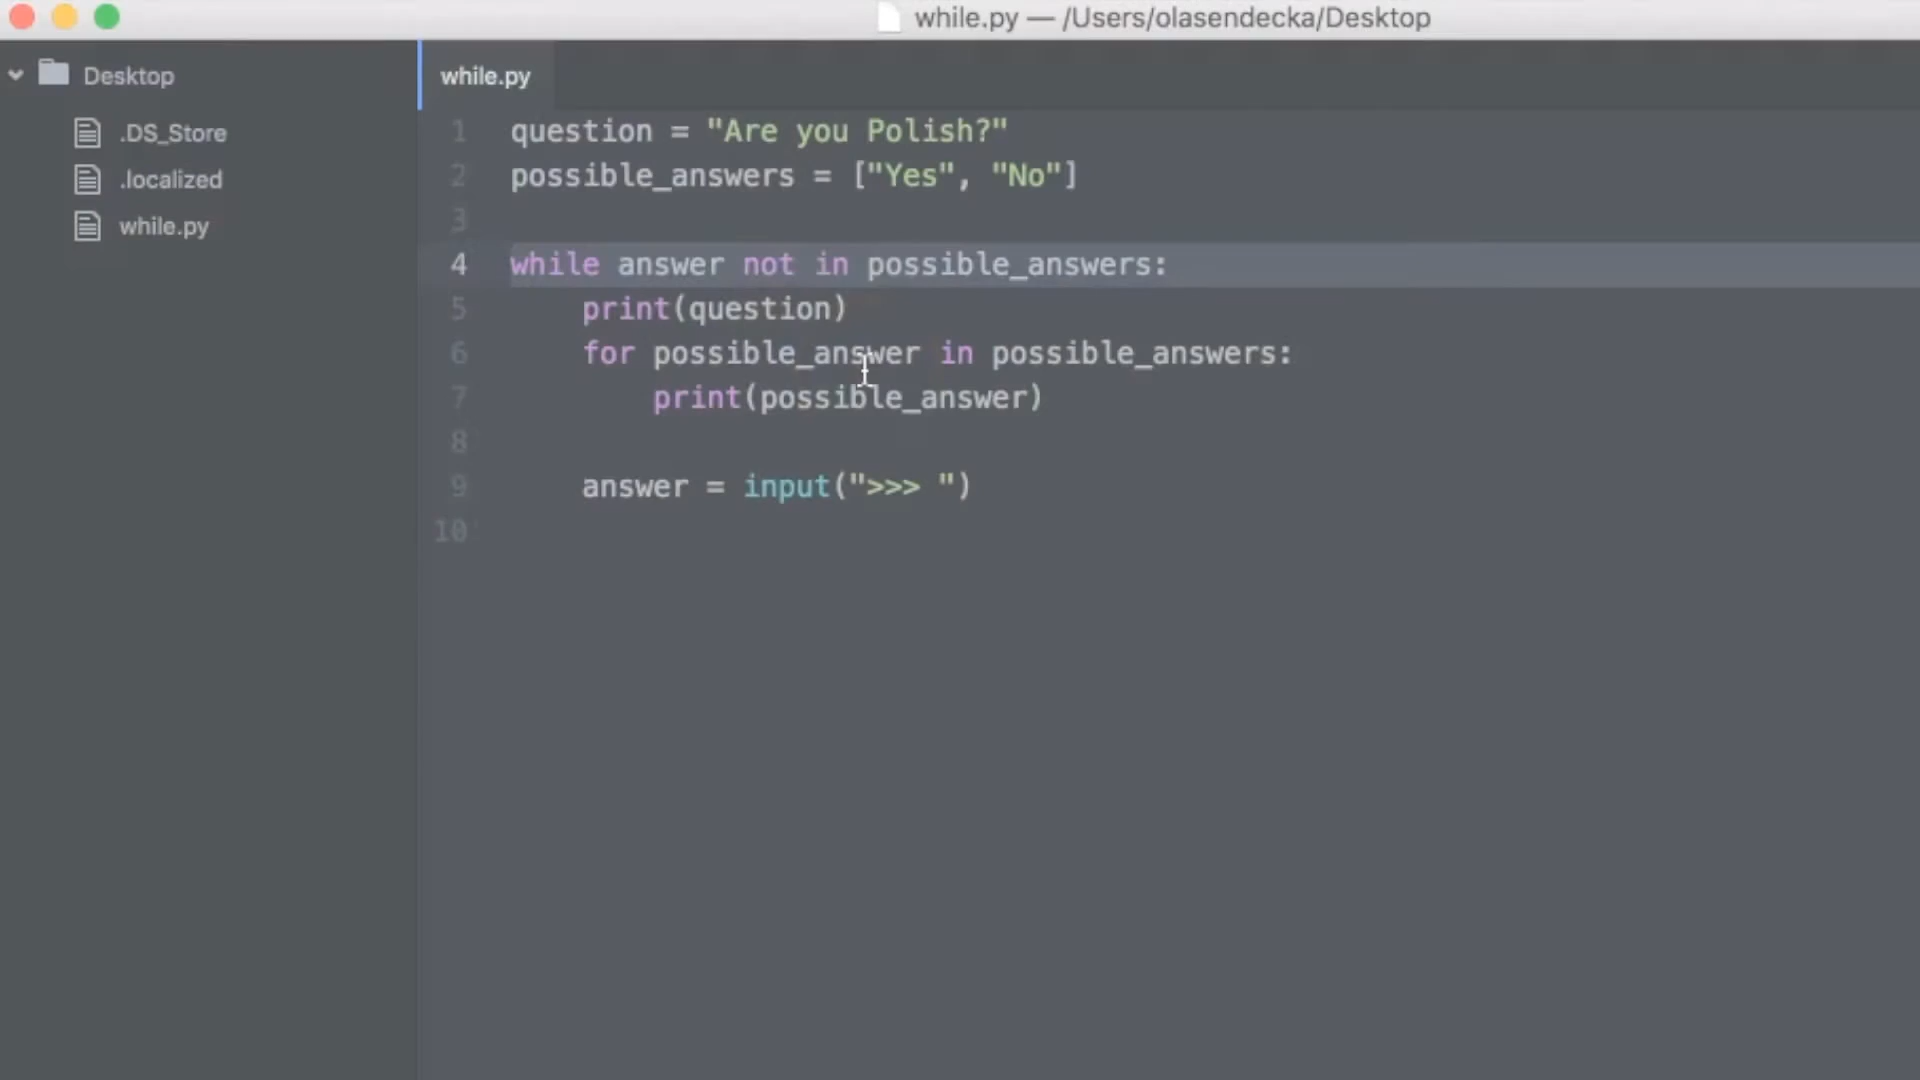 while.py — /Users/olasendecka/Desktop
Desktop
.DS_Store
.localized
while.py
while.py
1 question = "Are you Polish?"
2 possible_answers = ["Yes", "No"]
3
4 while answer not in possible_answers:
5     print(question)
6     for possible_answer in possible_answers:
7         print(possible_answer)
8
9     answer = input(">>> ")
10